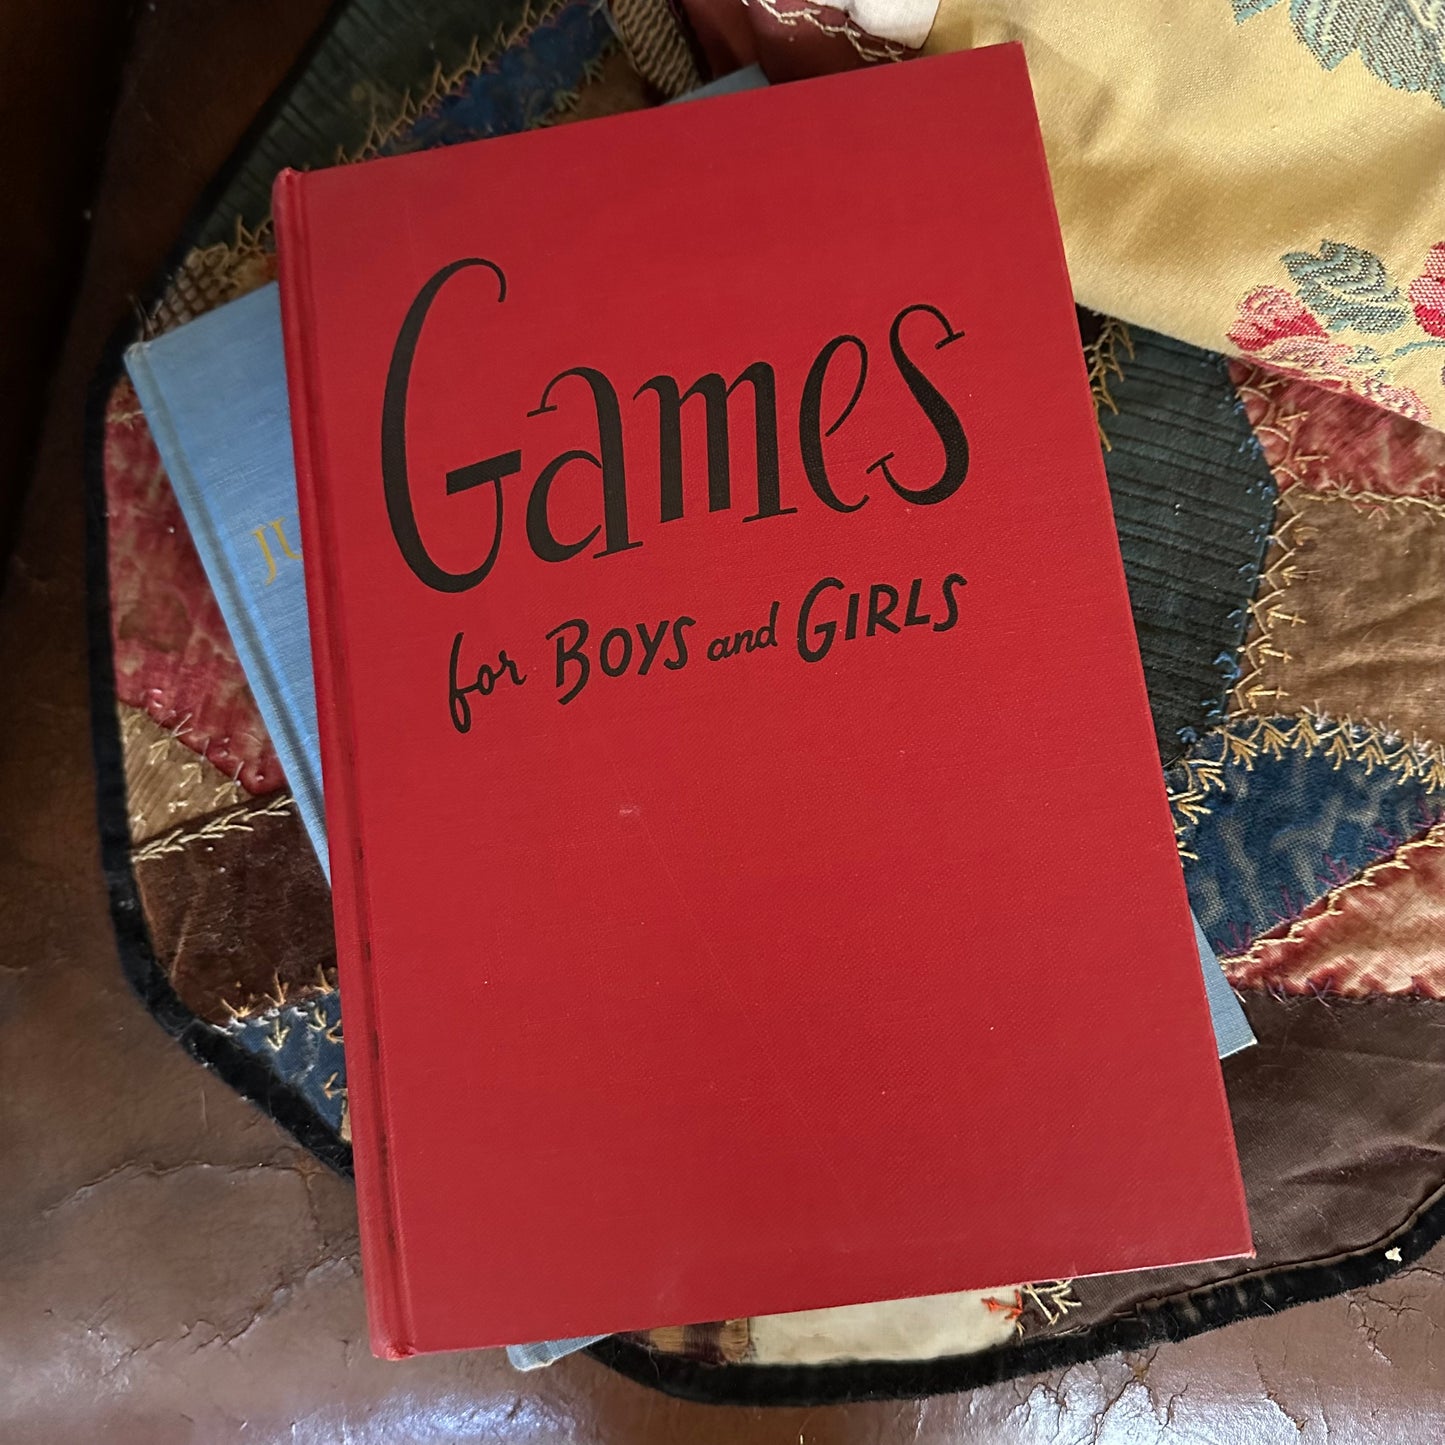 Games
for BOYS and GIRLS